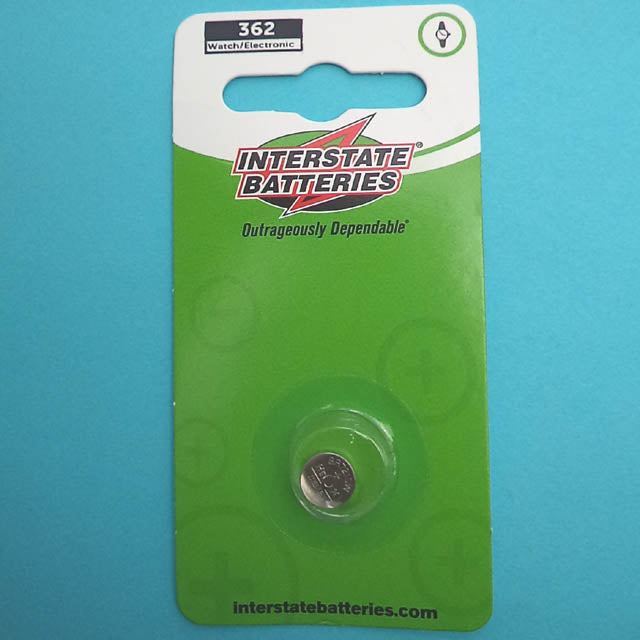 362
Watch/Electronic
INTERSTATE®
BATTERIES
Outrageously Dependable®
interstatebatteries.com